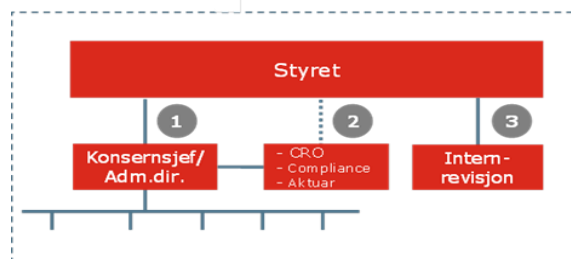 Styret
1
2
3
Konsernsjef/
Adm.dir.
- CRO
- Compliance
- Aktuar
Intern-
revisjon